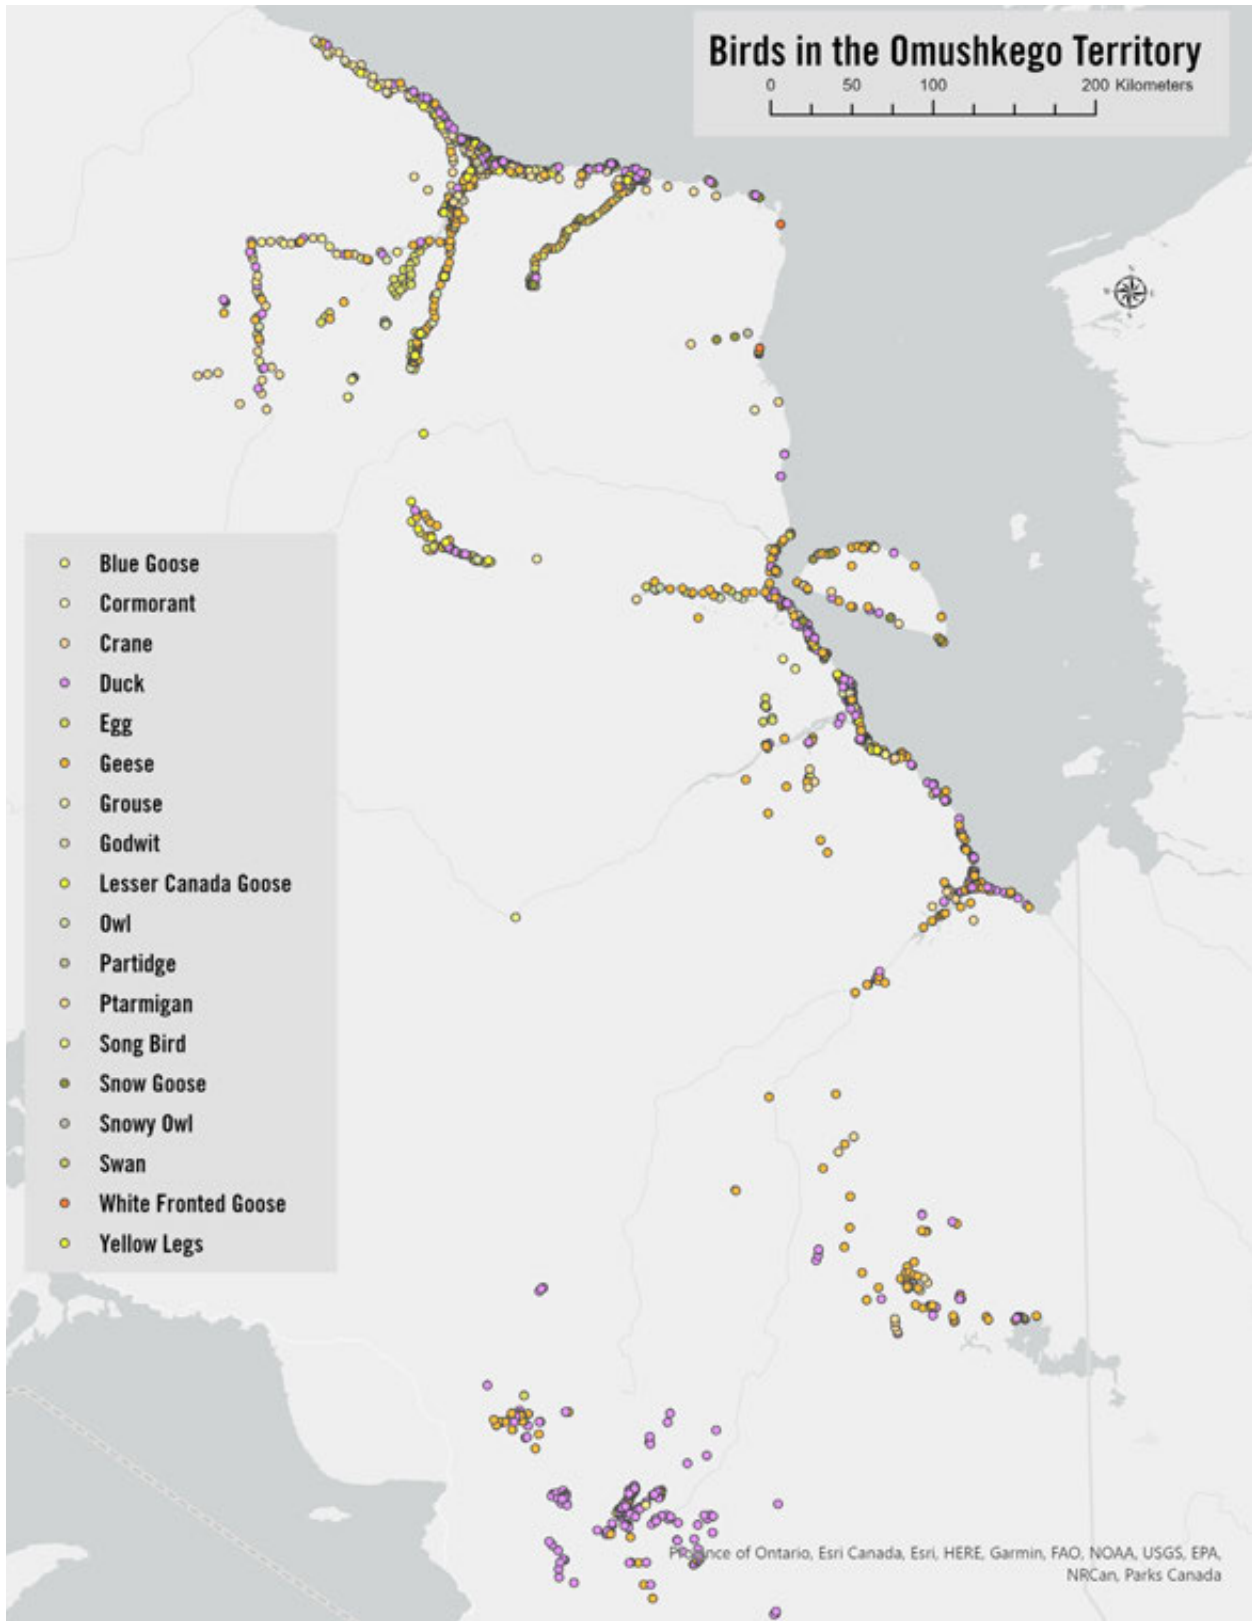 Birds in the Omushkego Territory
0 50 100 200 Kilometers
Blue Goose
Cormorant
Crane
Duck
Egg
Geese
Grouse
Godwit
Lesser Canada Goose
Owl
Partidge
Ptarmigan
Song Bird
Snow Goose
Snowy Owl
Swan
White Fronted Goose
Yellow Legs
Province of Ontario, Esri Canada, Esri, HERE, Garmin, FAO, NOAA, USGS, EPA,
NRCan, Parks Canada